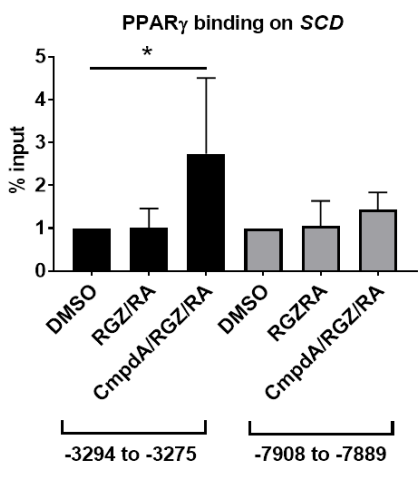 PPARγ binding on SCD
*
5
4
3
2
1
0
% input
DMSO
RGZ/RA
CmpdA/RGZ/RA
DMSO
RGZRA
CmpdA/RGZ/RA
-3294 to -3275
-7908 to -7889